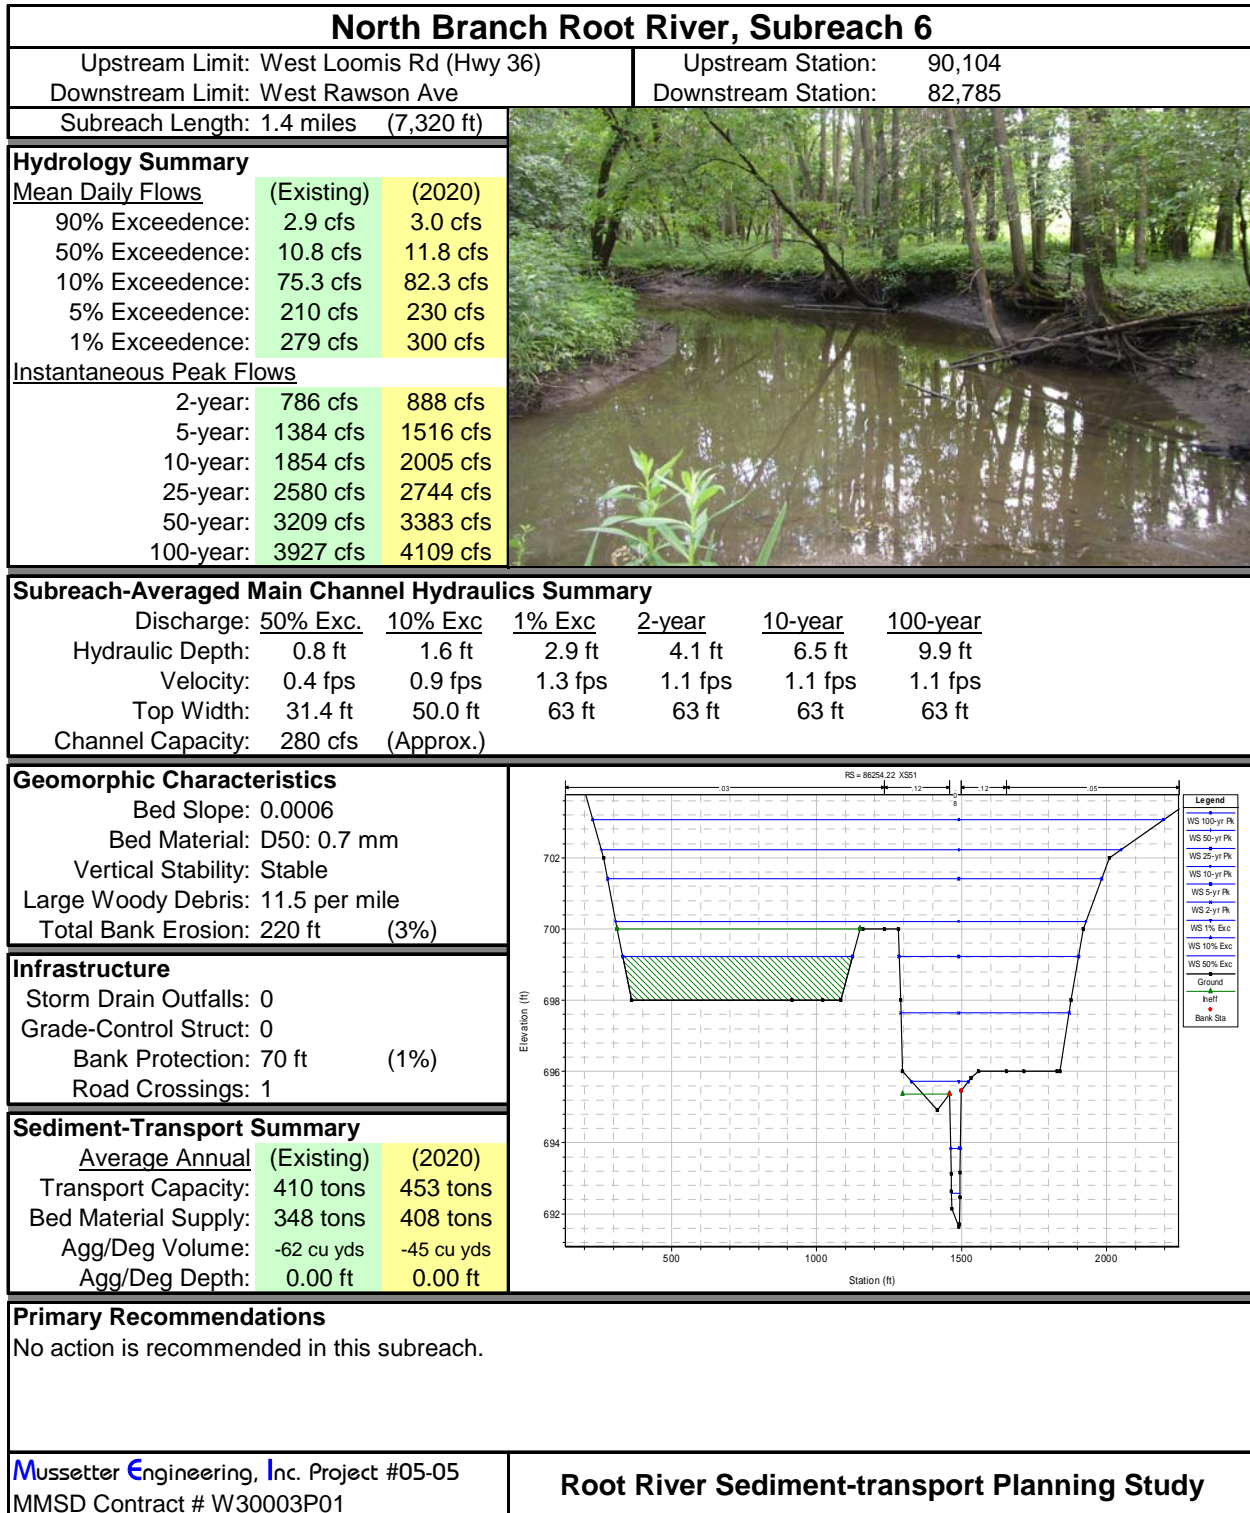 North Branch Root River, Subreach 6
Upstream Limit: West Loomis Rd (Hwy 36)
Upstream Station: 90,104
Downstream Limit: West Rawson Ave
Downstream Station: 82,785
Subreach Length: 1.4 miles (7,320 ft)
Hydrology Summary
Mean Daily Flows (Existing) (2020)
90% Exceedence: 2.9 cfs 3.0 cfs
50% Exceedence: 10.8 cfs 11.8 cfs
10% Exceedence: 75.3 cfs 82.3 cfs
5% Exceedence: 210 cfs 230 cfs
1% Exceedence: 279 cfs 300 cfs
Instantaneous Peak Flows
2-year: 786 cfs 888 cfs
5-year: 1384 cfs 1516 cfs
10-year: 1854 cfs 2005 cfs
25-year: 2580 cfs 2744 cfs
50-year: 3209 cfs 3383 cfs
100-year: 3927 cfs 4109 cfs
Subreach-Averaged Main Channel Hydraulics Summary
Discharge: 50% Exc. 10% Exc 1% Exc 2-year 10-year 100-year
Hydraulic Depth: 0.8 ft 1.6 ft 2.9 ft 4.1 ft 6.5 ft 9.9 ft
Velocity: 0.4 fps 0.9 fps 1.3 fps 1.1 fps 1.1 fps 1.1 fps
Top Width: 31.4 ft 50.0 ft 63 ft 63 ft 63 ft 63 ft
Channel Capacity: 280 cfs (Approx.)
Geomorphic Characteristics
Bed Slope: 0.0006
Bed Material: D50: 0.7 mm
Vertical Stability: Stable
Large Woody Debris: 11.5 per mile
Total Bank Erosion: 220 ft (3%)
Infrastructure
Storm Drain Outfalls: 0
Grade-Control Struct: 0
Bank Protection: 70 ft (1%)
Road Crossings: 1
Sediment-Transport Summary
Average Annual (Existing) (2020)
Transport Capacity: 410 tons 453 tons
Bed Material Supply: 348 tons 408 tons
Agg/Deg Volume: -62 cu yds -45 cu yds
Agg/Deg Depth: 0.00 ft 0.00 ft
RS = 86254.22 XS51
.03 .12 .08 .12 .05
Legend
WS 100-yr Pk
WS 50-yr Pk
WS 25-yr Pk
WS 10-yr Pk
WS 5-yr Pk
WS 2-yr Pk
WS 1% Exc
WS 10% Exc
WS 50% Exc
Ground
Ineff
Bank Sta
Elevation (ft)
702
700
698
696
694
692
500 1000 1500 2000
Station (ft)
Primary Recommendations
No action is recommended in this subreach.
Mussetter Engineering, Inc. Project #05-05
MMSD Contract # W30003P01
Root River Sediment-transport Planning Study